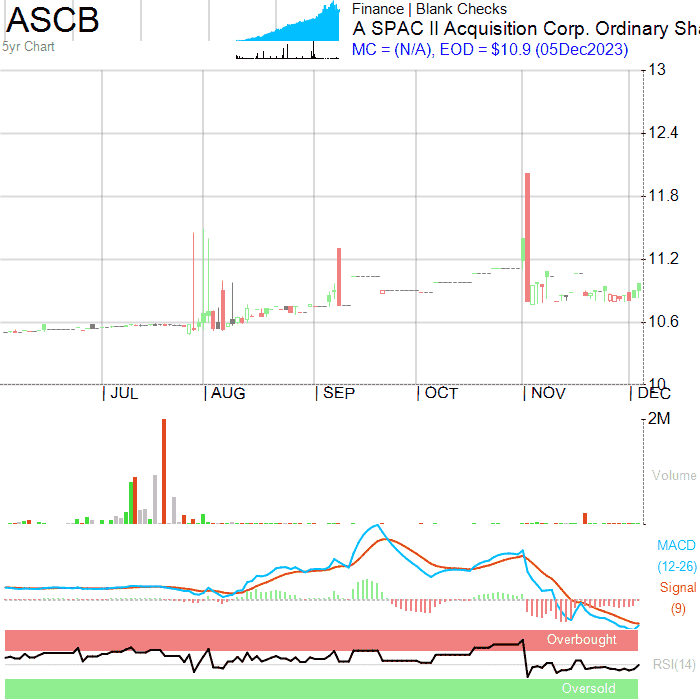 ASCB
5yr Chart
Finance | Blank Checks
A SPAC II Acquisition Corp. Ordinary Sha
MC = (N/A), EOD = $10.9 (05Dec2023)
13
12.4
11.8
11.2
10.6
10
| JUL | AUG | SEP | OCT | NOV | DEC
2M
Volume
MACD
(12-26)
Signal
(9)
Overbought
RSI(14)
Oversold